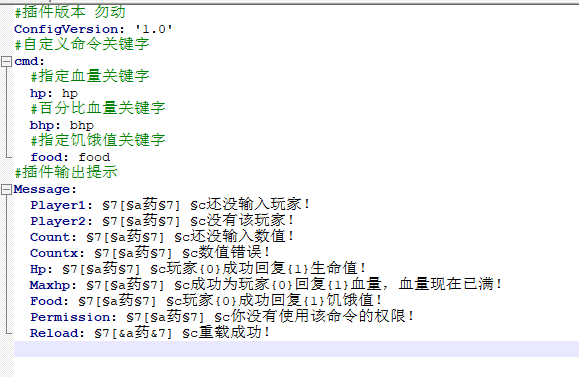 #插件版本 勿动
ConfigVersion: '1.0'
#自定义命令关键字
cmd:
  #指定血量关键字
  hp: hp
  #百分比血量关键字
  bhp: bhp
  #指定饥饿值关键字
  food: food
#插件输出提示
Message:
  Player1: §7[§a药§7] §c还没输入玩家!
  Player2: §7[§a药§7] §c没有该玩家!
  Count: §7[§a药§7] §c还没输入数值!
  Countx: §7[§a药§7] §c数值错误!
  Hp: §7[§a药§7] §c玩家{0}成功回复{1}生命值!
  Maxhp: §7[§a药§7] §c成功为玩家{0}回复{1}血量，血量现在已满!
  Food: §7[§a药§7] §c玩家{0}成功回复{1}饥饿值!
  Permission: §7[§a药§7] §c你没有使用该命令的权限!
  Reload: §7[&a药&7] §c重载成功!